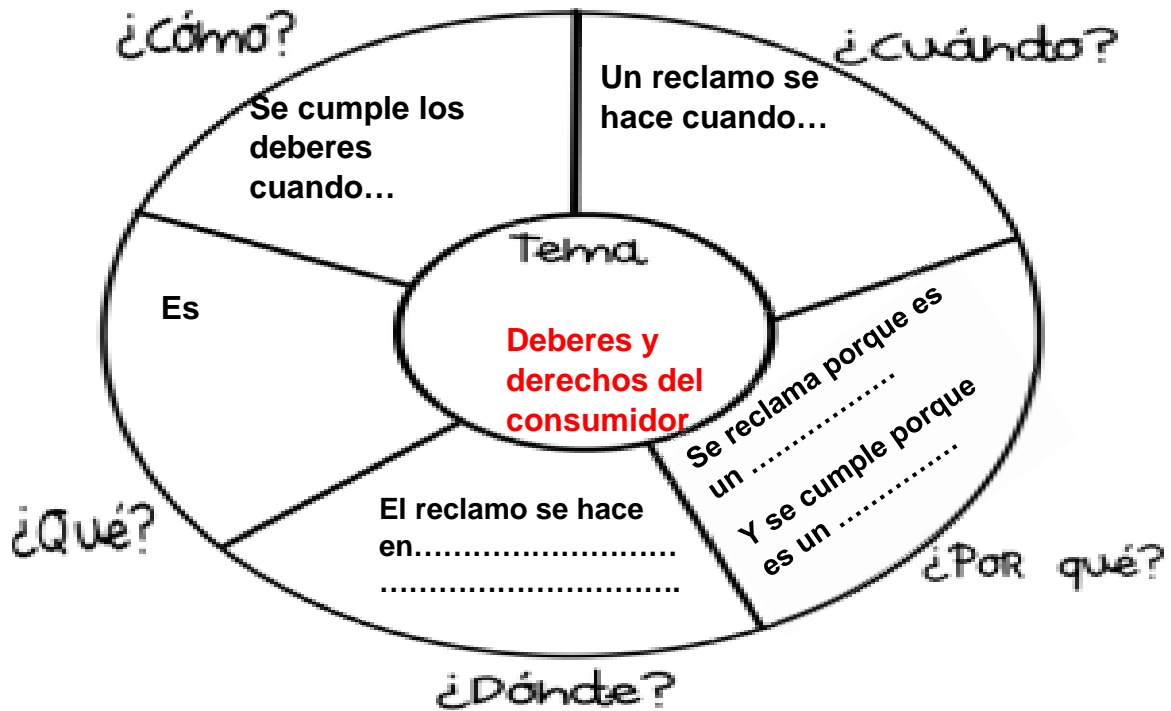 ¿Cómo?
Se cumple los
deberes
cuando…
¿Cuándo?
Un reclamo se
hace cuando…
Tema
Deberes y
derechos del
consumidor
¿Qué?
Es
Se reclama porque es
un ………………
Y se cumple porque
es un ……………
¿PoR qué?
El reclamo se hace
en………………………
…………………………….
¿Dónde?